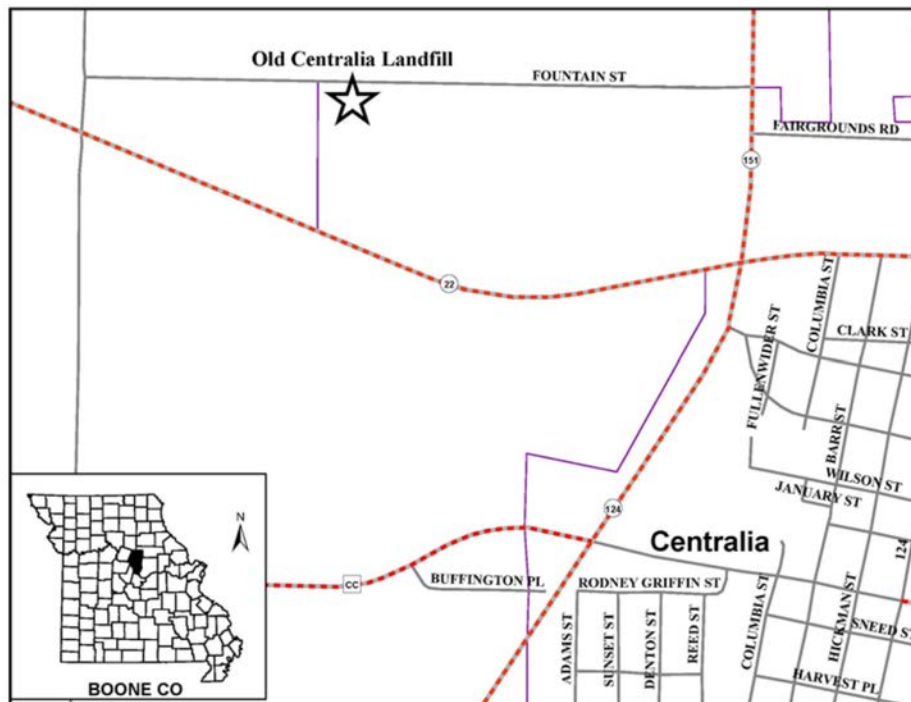 Old Centralia Landfill
FOUNTAIN ST
FAIRGROUNDS RD
151
22
COLUMBIA ST
CLARK ST
FULLENWIDER ST
BARR ST
WILSON ST
JANUARY ST
124
124
Centralia
N
CC
BUFFINGTON PL
RODNEY GRIFFIN ST
ADAMS ST
SUNSET ST
DENTON ST
REED ST
COLUMBIA ST
HICKMAN ST
SNEED ST
HARVEST PL
BOONE CO